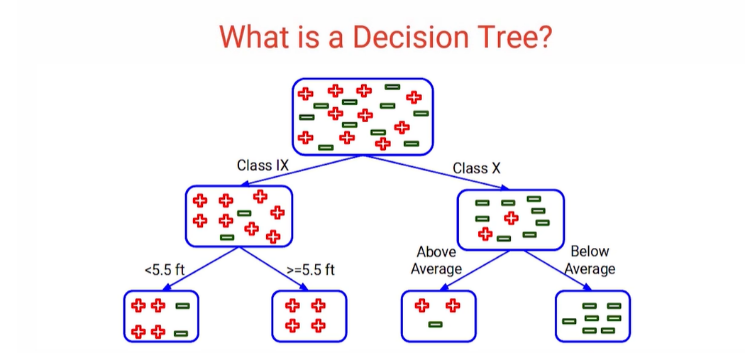 What is a Decision Tree?
Class IX
Class X
<5.5 ft
>=5.5 ft
Above
Average
Below
Average